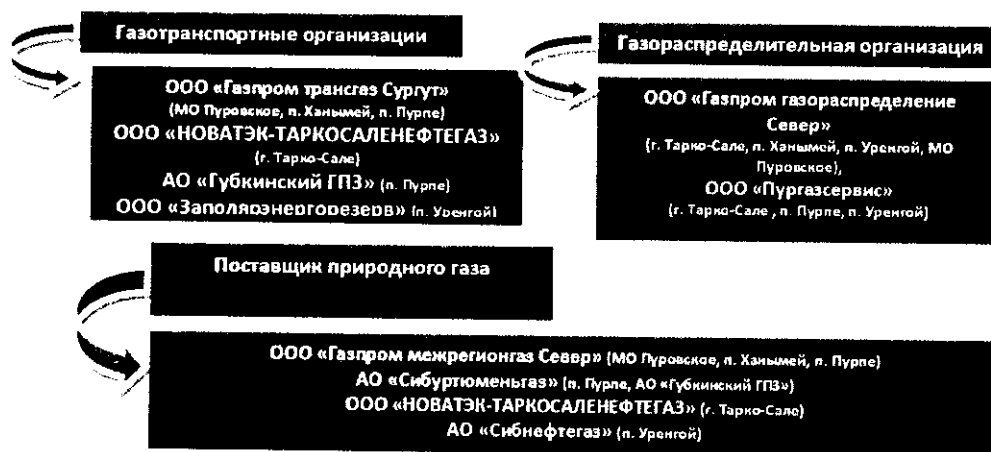 Газотранспортные организации
ООО «Газпром трансгаз Сургут»
(МО Пуровское, п. Ханымей, п. Пурпе)
ООО «НОВАТЭК-ТАРКОСАЛЕНЕФТЕГАЗ»
(г. Тарко-Сале)
АО «Губкинский ГПЗ» (п. Пурпе)
ООО «Заполярэнергорезерв» (п. Уренгой)
Газораспределительная организация
ООО «Газпром газораспределение
Север»
(г. Тарко-Сале, п. Ханымей, п. Уренгой, МО
Пуровское),
ООО «Пургазсервис»
(г. Тарко-Сале , п. Пурпе, п. Уренгой)
Поставщик природного газа
ООО «Газпром межрегионгаз Север» (МО Пуровское, п. Ханымей, п. Пурпе)
АО «Сибуртюменьгаз» (п. Пурпе, АО «Губкинский ГПЗ»)
ООО «НОВАТЭК-ТАРКОСАЛЕНЕФТЕГАЗ» (г. Тарко-Сале)
АО «Сибнефтегаз» (п. Уренгой)